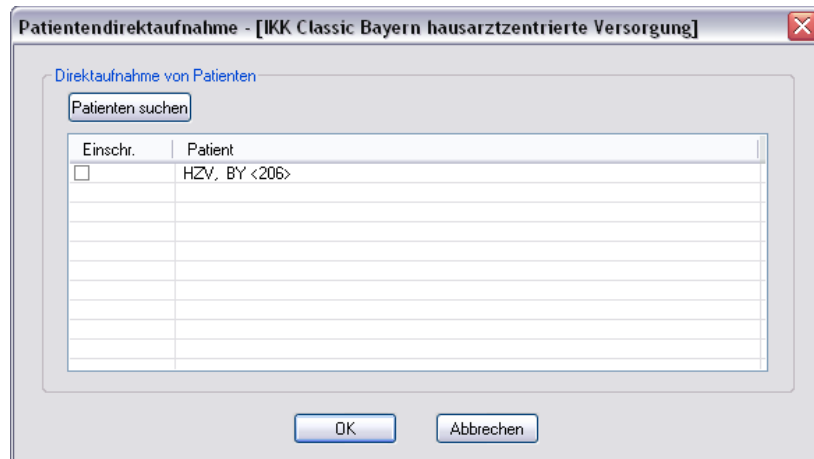 Patientendirektaufnahme - [IKK Classic Bayern hausarztzentrierte Versorgung]
Direktaufnahme von Patienten
Patienten suchen
Einschr. Patient
HZV, BY <206>
OK Abbrechen